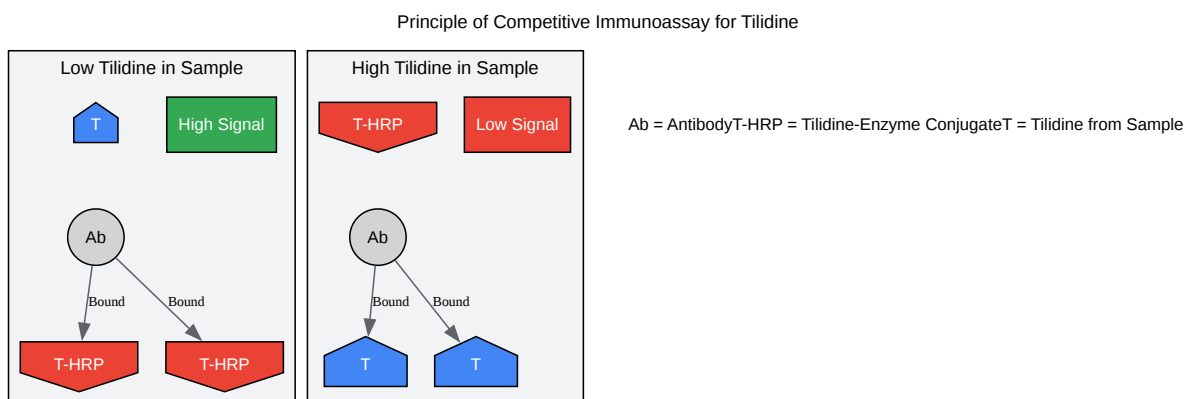 Principle of Competitive Immunoassay for Tilidine
Low Tilidine in Sample
T
High Signal
Ab
Bound
Bound
T-HRP
T-HRP
High Tilidine in Sample
T-HRP
Low Signal
Ab
Bound
Bound
T
T
Ab = AntibodyT-HRP = Tilidine-Enzyme ConjugateT = Tilidine from Sample